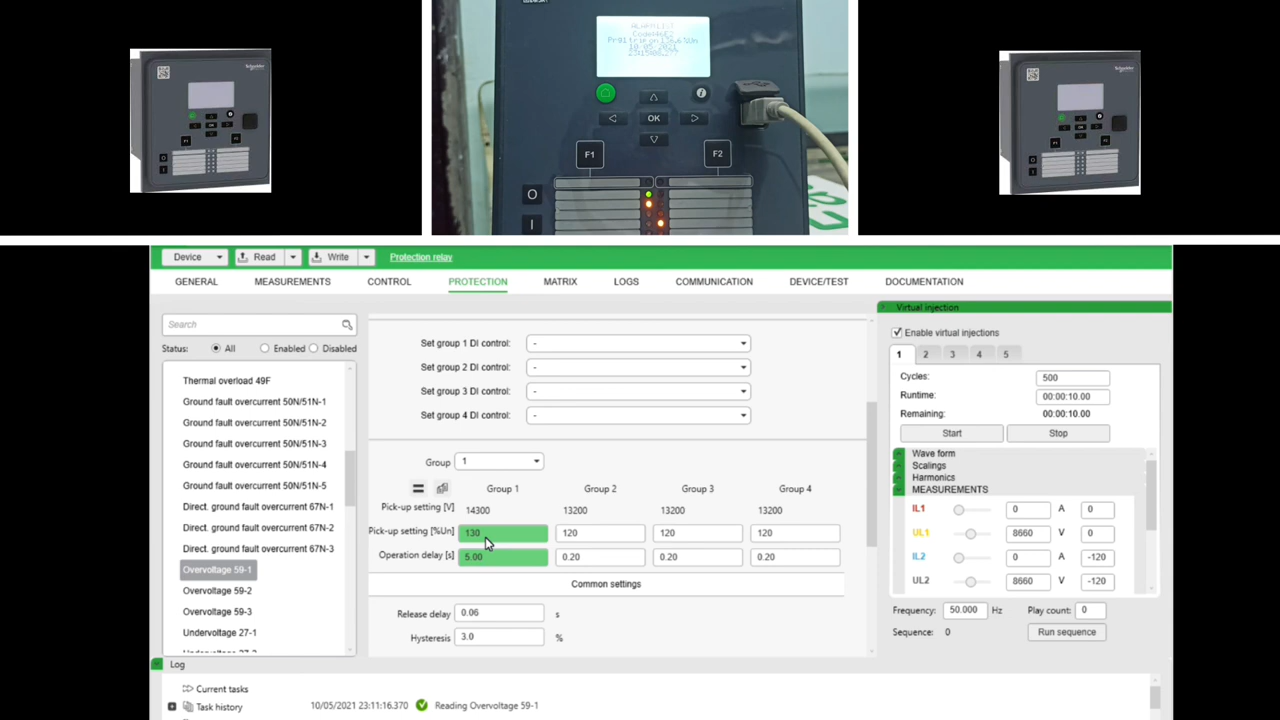 Schneider
F1
F2
OK
O
I
ALARM LIST
OK
F1
F2
O
I
Schneider
F1
F2
OK
O
I
Device
Read
Write
Protection relay
GENERAL
MEASUREMENTS
CONTROL
PROTECTION
MATRIX
LOGS
COMMUNICATION
DEVICE/TEST
DOCUMENTATION
Search
Status: All Enabled Disabled
Thermal overload 49F
Ground fault overcurrent 50N/51N-1
Ground fault overcurrent 50N/51N-2
Ground fault overcurrent 50N/51N-3
Ground fault overcurrent 50N/51N-4
Ground fault overcurrent 50N/51N-5
Direct. ground fault overcurrent 67N-1
Direct. ground fault overcurrent 67N-2
Direct. ground fault overcurrent 67N-3
Overvoltage 59-1
Overvoltage 59-2
Overvoltage 59-3
Undervoltage 27-1
Set group 1 DI control: -
Set group 2 DI control: -
Set group 3 DI control: -
Set group 4 DI control: -
Group 1
Group 1 Group 2 Group 3 Group 4
Pick-up setting [V] 14300 13200 13200 13200
Pick-up setting [%Un] 130 120 120 120
Operation delay [s] 5.00 0.20 0.20 0.20
Common settings
Release delay 0.06 s
Hysteresis 3.0 %
Virtual injection
Enable virtual injections
1 2 3 4 5
Cycles: 500
Runtime: 00:00:10.00
Remaining: 00:00:10.00
Start Stop
Wave form
Scalings
Harmonics
MEASUREMENTS
IL1 0 A 0
UL1 8660 V 0
IL2 0 A -120
UL2 8660 V -120
Frequency: 50.000 Hz Play count: 0
Sequence: 0 Run sequence
Log
Current tasks
Task history
10/05/2021 23:11:16.370 Reading Overvoltage 59-1